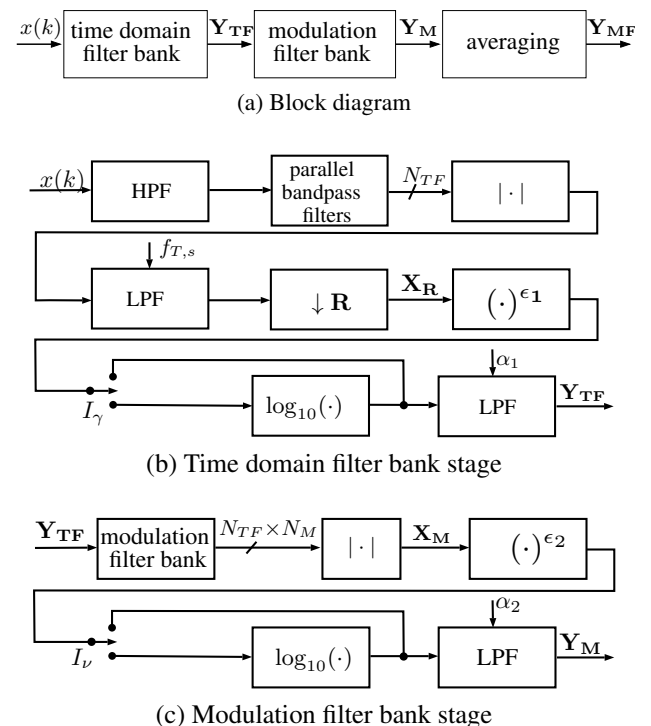 x(k)
time domain
filter bank
Y_TF
modulation
filter bank
Y_M
averaging
Y_MF
(a) Block diagram
x(k)
HPF
parallel
bandpass
filters
N_TF
|·|
f_T,s
LPF
↓ R
X_R
(·)^ϵ1
I_γ
log10(·)
α_1
LPF
Y_TF
(b) Time domain filter bank stage
Y_TF
modulation
filter bank
N_TF×N_M
|·|
X_M
(·)^ϵ2
I_ν
log10(·)
α_2
LPF
Y_M
(c) Modulation filter bank stage